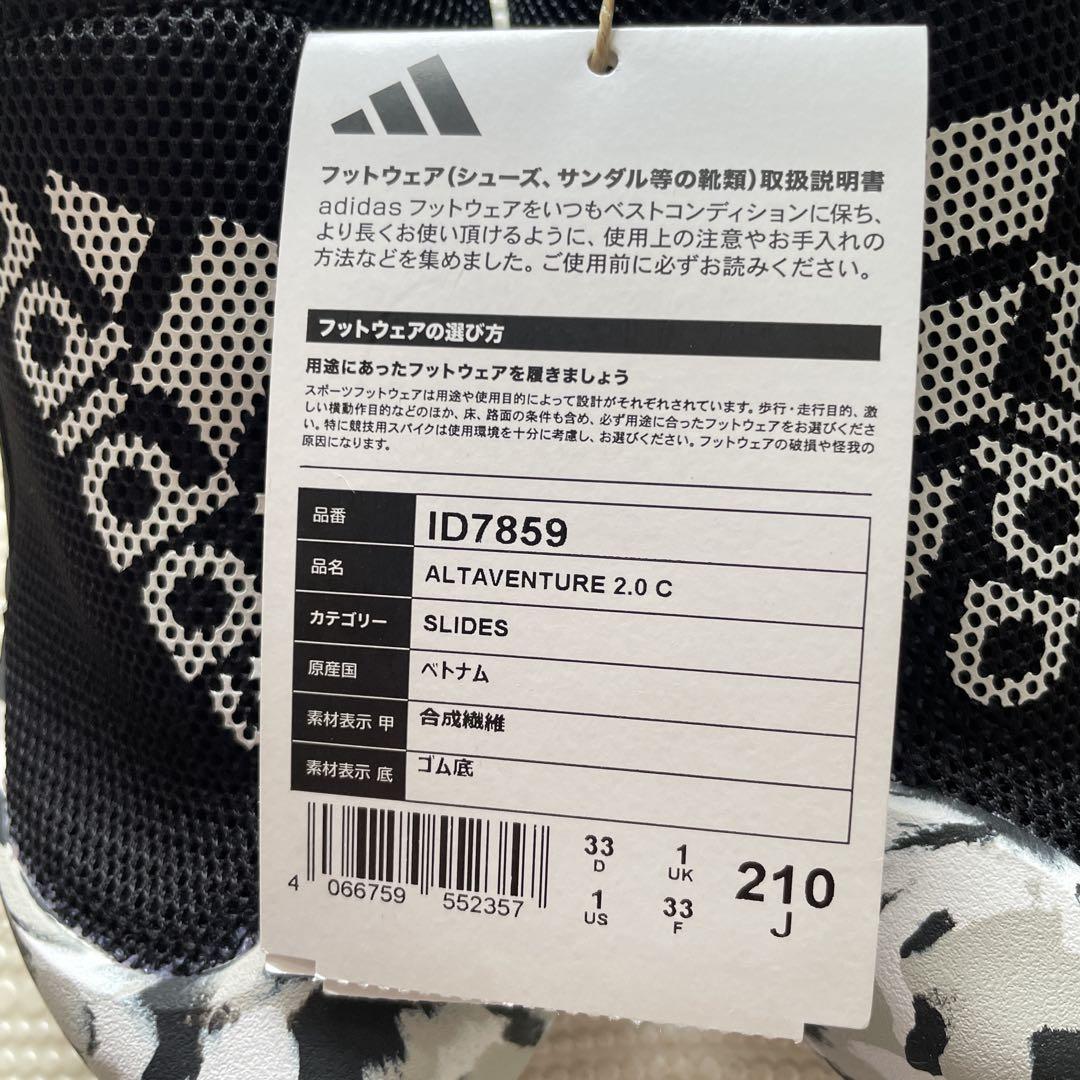 フットウェア(シューズ、サンダル等の靴類)取扱説明書
adidas フットウェアをいつもベストコンディションに保ち、
より長くお使い頂けるように、使用上の注意やお手入れの
方法などを集めました。ご使用前に必ずお読みください。
フットウェアの選び方
用途にあったフットウェアを履きましょう
スポーツフットウェアは用途や使用目的によって設計がそれぞれされています。歩行・走行目的、激
しい横動作目的などのほか、床、路面の条件も含め、必ず用途に合ったフットウェアをお選びくださ
い。特に競技用スパイクは使用環境を十分に考慮し、お選びください。フットウェアの破損や怪我の
原因になります。
品番 ID7859
品名 ALTAVENTURE 2.0 C
カテゴリー SLIDES
原産国 ベトナム
素材表示 甲 合成繊維
素材表示 底 ゴム底
33 1 210
D UK J
1 33
US F
4 066759 552357